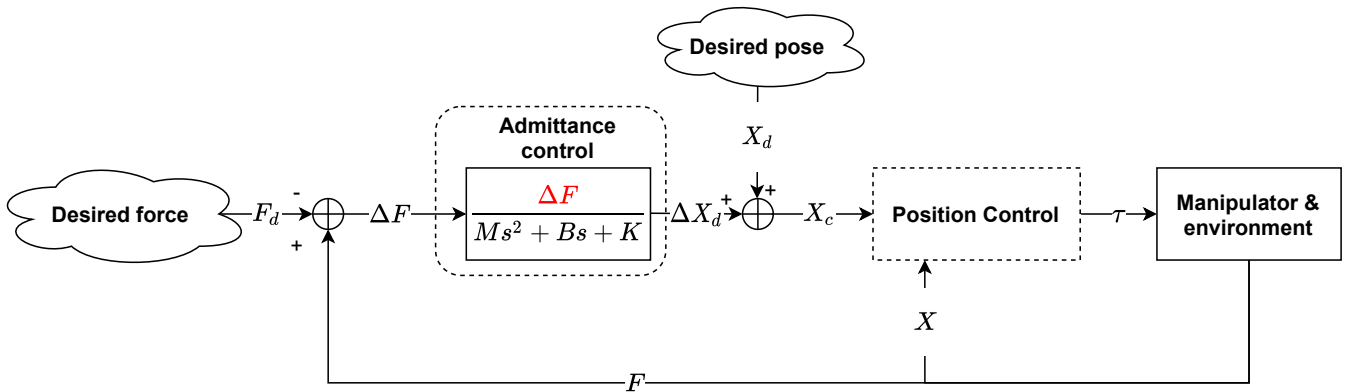 Desired pose
X_d
Admittance
control
Desired force
F_d
-
+
ΔF
ΔF
Ms^2 + Bs + K
ΔX_d
+
+
X_c
Position Control
τ
Manipulator &
environment
X
F